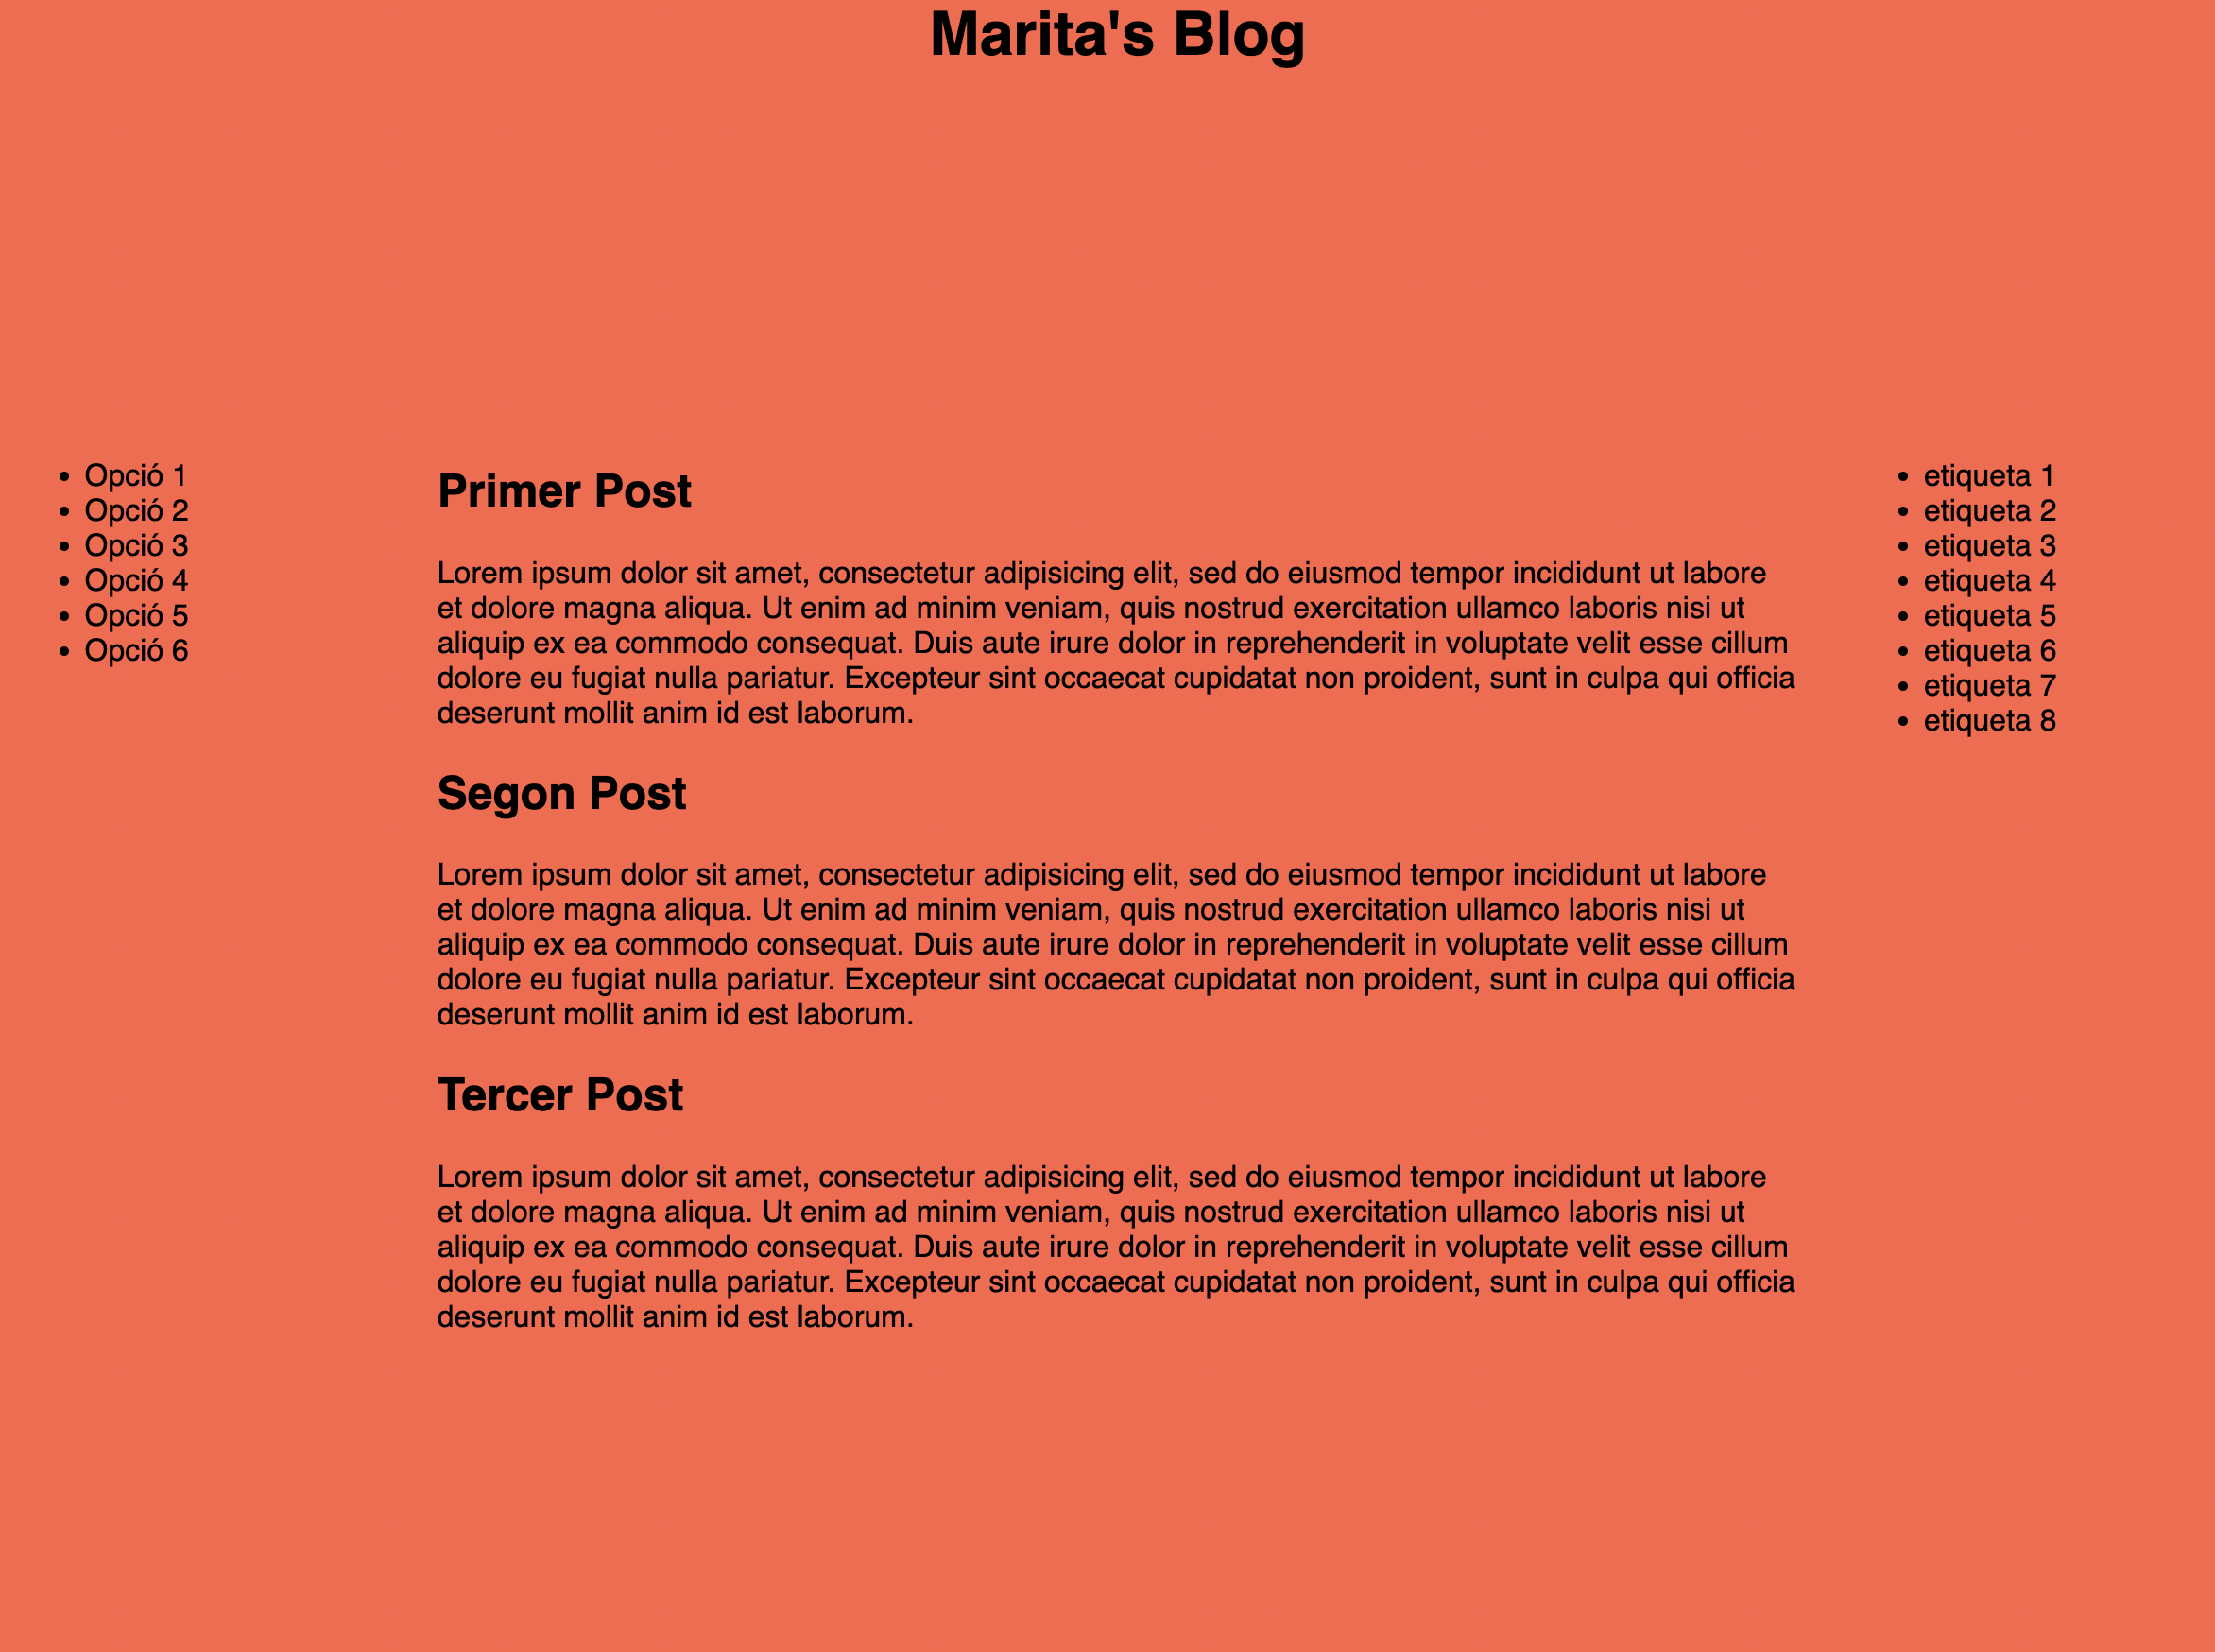 Marita's Blog
• Opció 1
• Opció 2
• Opció 3
• Opció 4
• Opció 5
• Opció 6
Primer Post
Lorem ipsum dolor sit amet, consectetur adipisicing elit, sed do eiusmod tempor incididunt ut labore
et dolore magna aliqua. Ut enim ad minim veniam, quis nostrud exercitation ullamco laboris nisi ut
aliquip ex ea commodo consequat. Duis aute irure dolor in reprehenderit in voluptate velit esse cillum
dolore eu fugiat nulla pariatur. Excepteur sint occaecat cupidatat non proident, sunt in culpa qui officia
deserunt mollit anim id est laborum.
Segon Post
Lorem ipsum dolor sit amet, consectetur adipisicing elit, sed do eiusmod tempor incididunt ut labore
et dolore magna aliqua. Ut enim ad minim veniam, quis nostrud exercitation ullamco laboris nisi ut
aliquip ex ea commodo consequat. Duis aute irure dolor in reprehenderit in voluptate velit esse cillum
dolore eu fugiat nulla pariatur. Excepteur sint occaecat cupidatat non proident, sunt in culpa qui officia
deserunt mollit anim id est laborum.
Tercer Post
Lorem ipsum dolor sit amet, consectetur adipisicing elit, sed do eiusmod tempor incididunt ut labore
et dolore magna aliqua. Ut enim ad minim veniam, quis nostrud exercitation ullamco laboris nisi ut
aliquip ex ea commodo consequat. Duis aute irure dolor in reprehenderit in voluptate velit esse cillum
dolore eu fugiat nulla pariatur. Excepteur sint occaecat cupidatat non proident, sunt in culpa qui officia
deserunt mollit anim id est laborum.
• etiqueta 1
• etiqueta 2
• etiqueta 3
• etiqueta 4
• etiqueta 5
• etiqueta 6
• etiqueta 7
• etiqueta 8